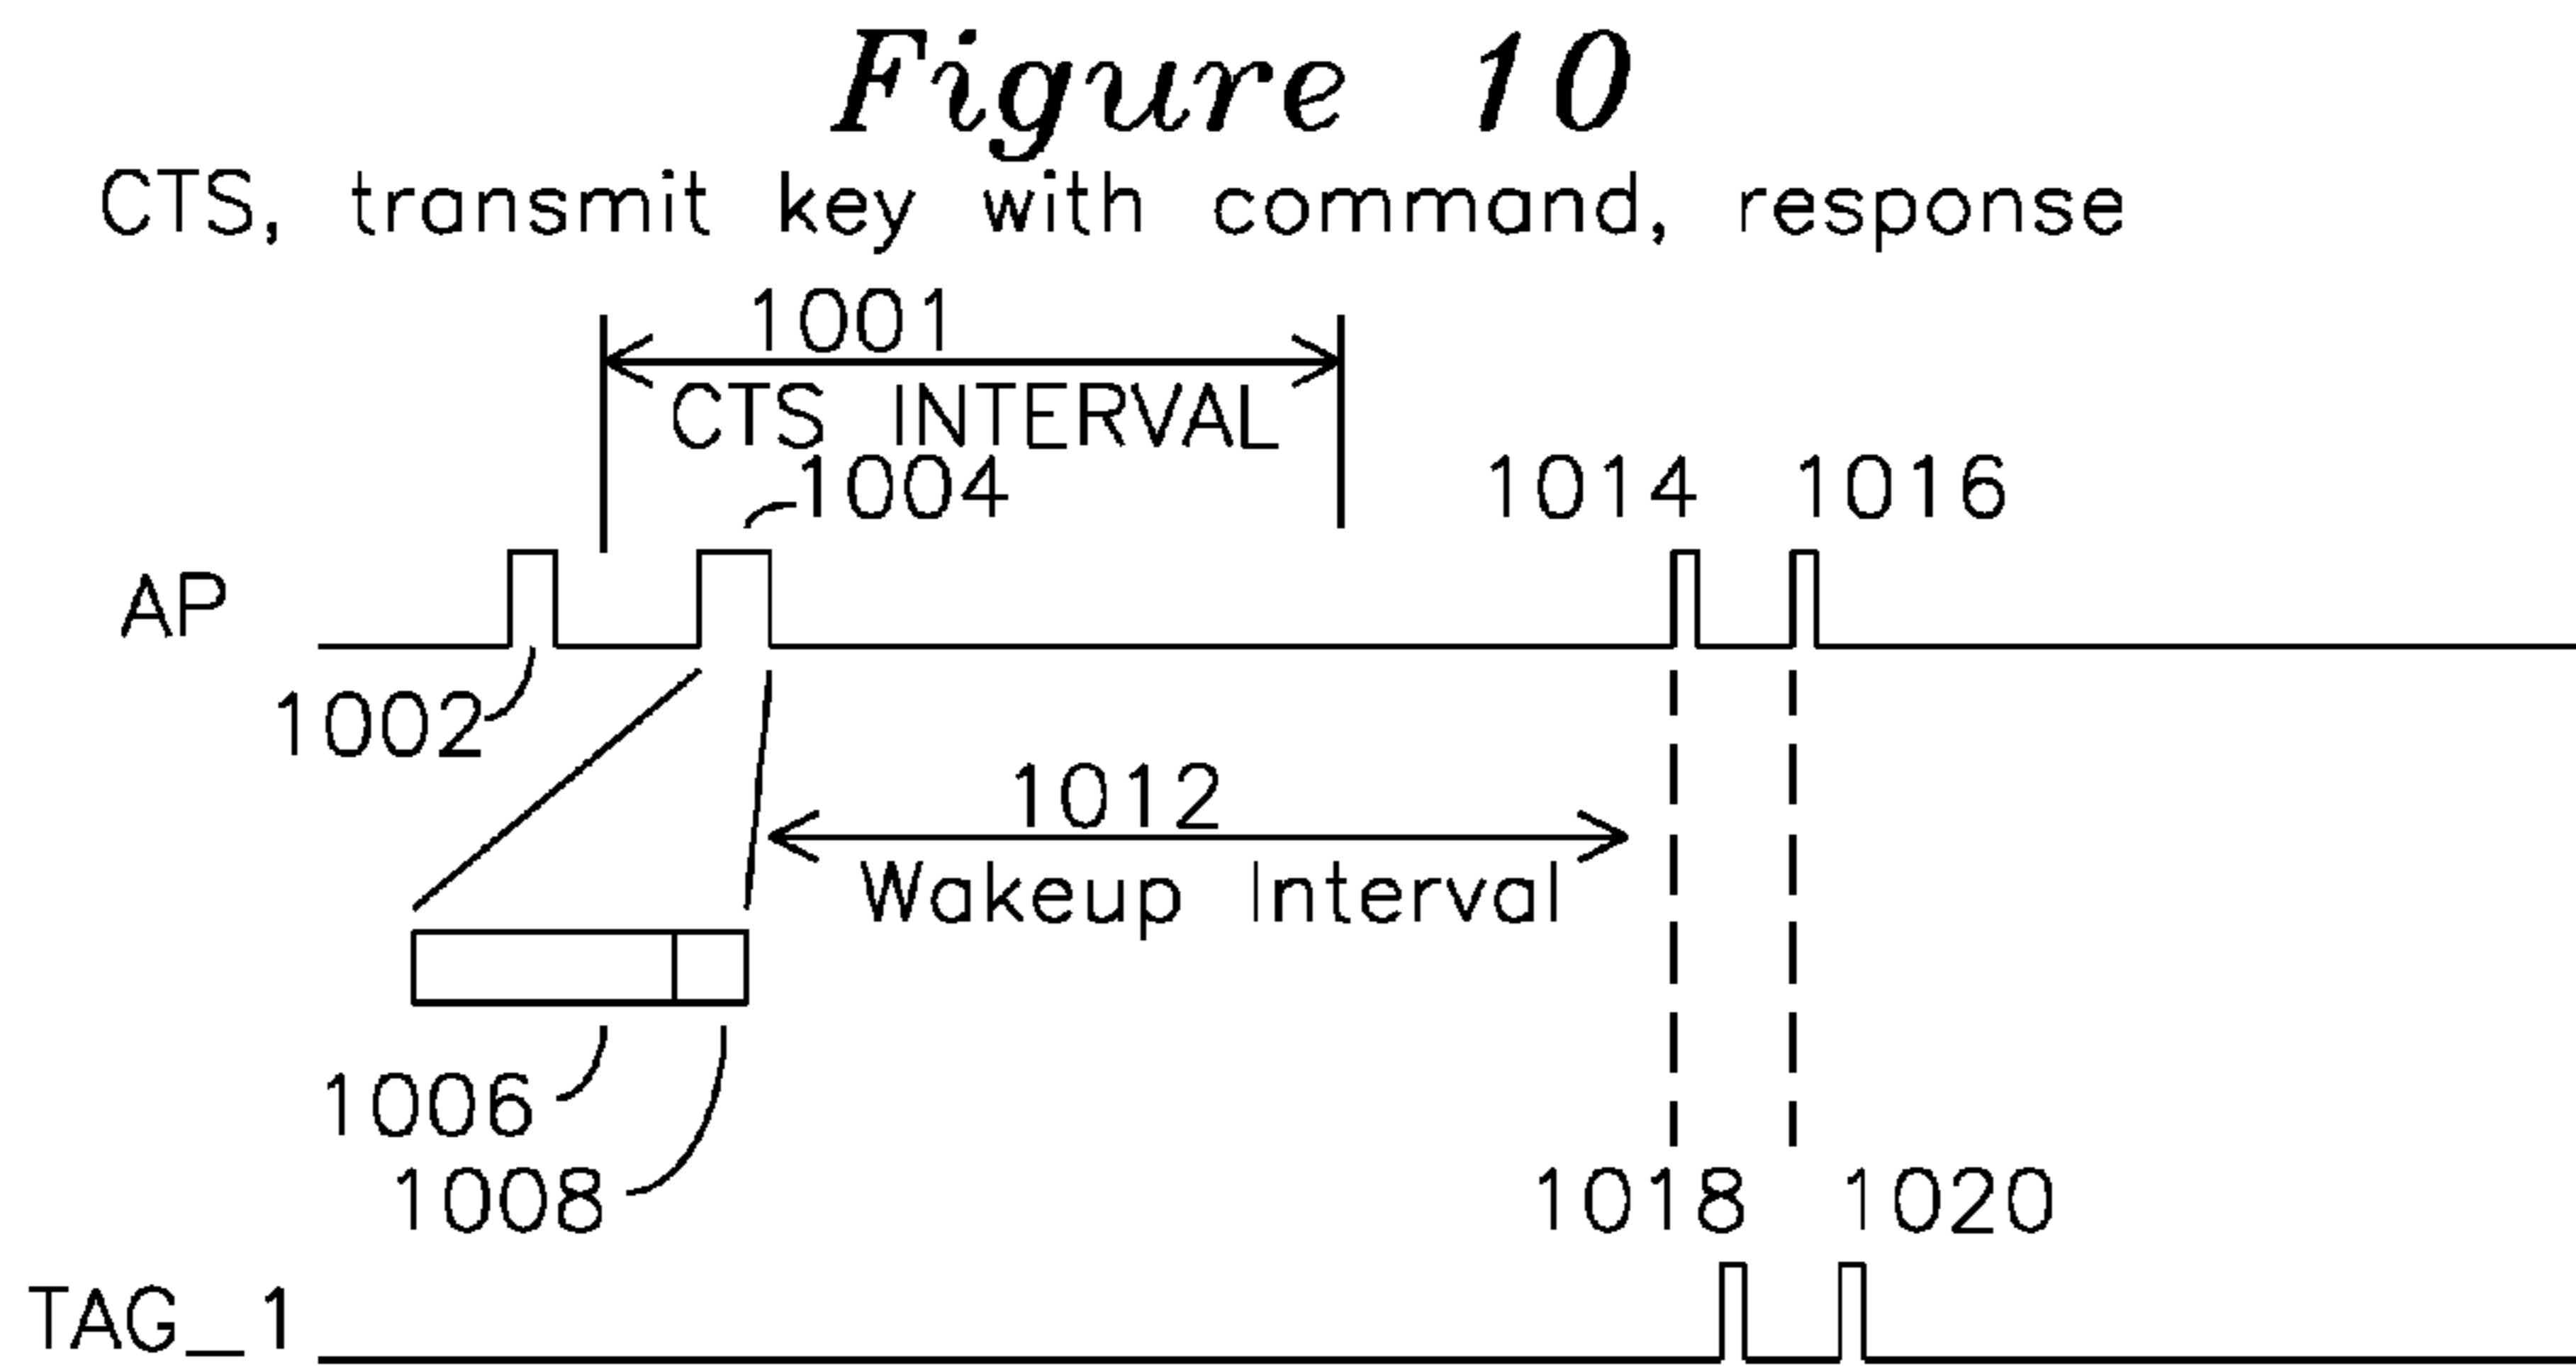 Figure 10
CTS, transmit key with command, response
1001
CTS INTERVAL
1004
1014
1016
AP
1002
1012
Wakeup Interval
1006
1008
1018
1020
TAG_1